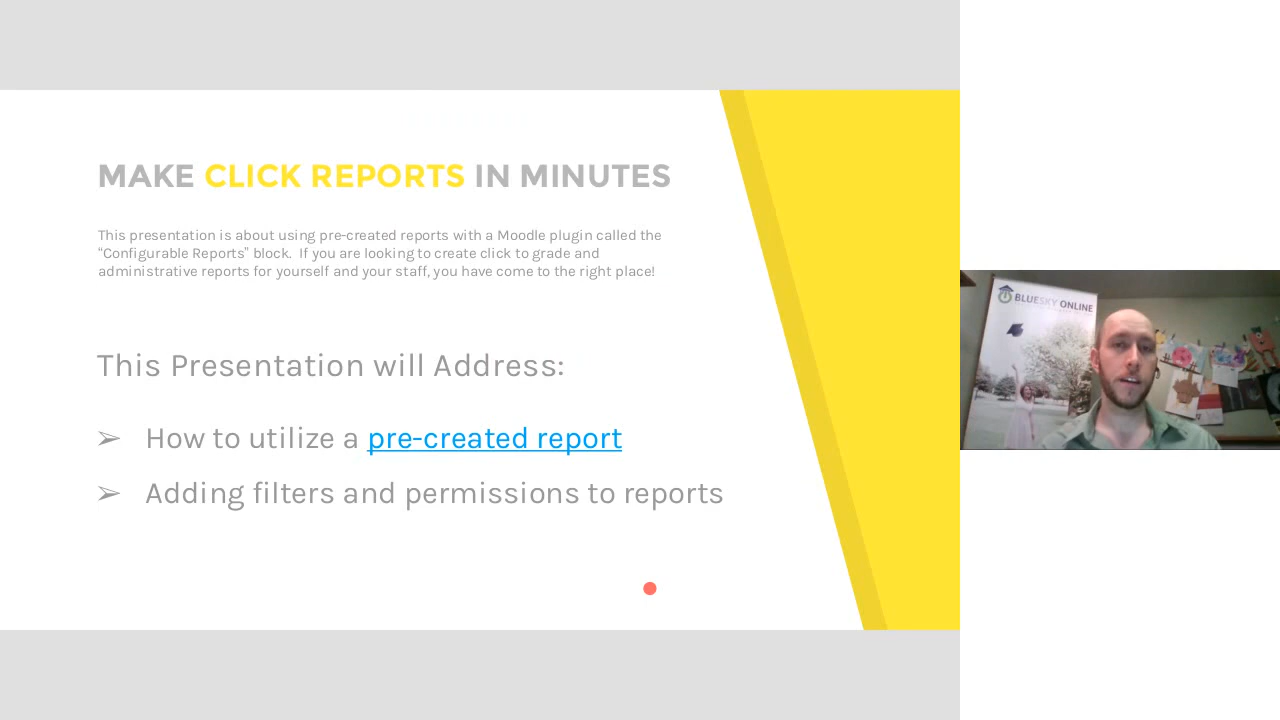 MAKE CLICK REPORTS IN MINUTES
This presentation is about using pre-created reports with a Moodle plugin called the
"Configurable Reports" block.  If you are looking to create click to grade and
administrative reports for yourself and your staff, you have come to the right place!
This Presentation will Address:
➢ How to utilize a pre-created report
➢ Adding filters and permissions to reports
BLUESKY ONLINE